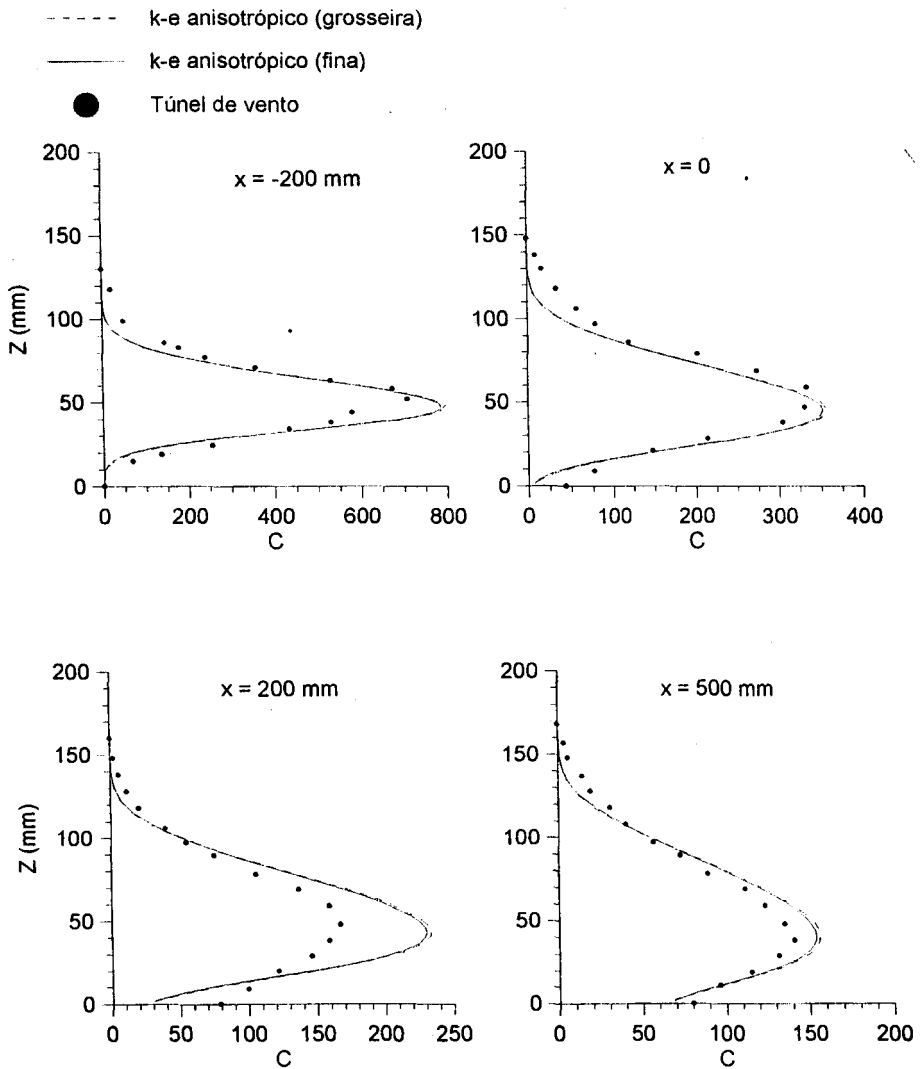 k-e anisotrópico (grosseira)
k-e anisotrópico (fina)
Túnel de vento
x = -200 mm
200
150
100
50
0
Z (mm)
0 200 400 600 800
C
x = 0
200
150
100
50
0
0 100 200 300 400
C
x = 200 mm
200
150
100
50
0
Z (mm)
0 50 100 150 200 250
C
x = 500 mm
200
150
100
50
0
0 50 100 150 200
C